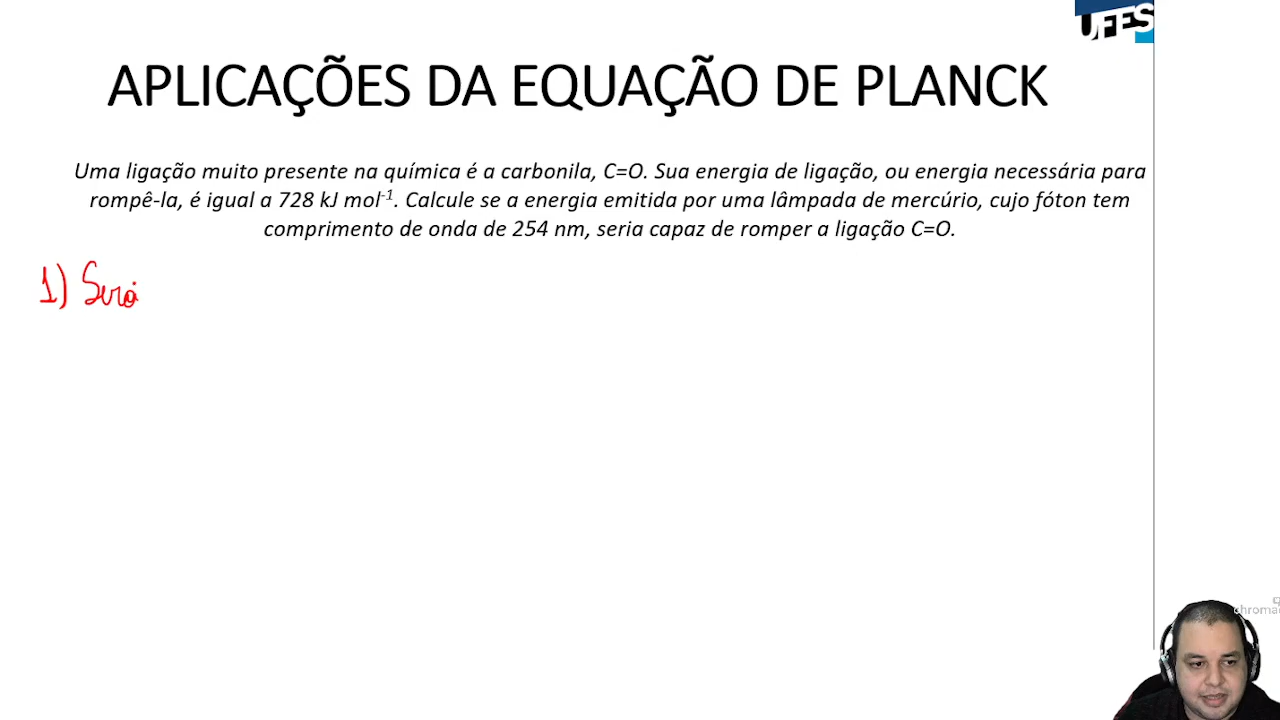 UFES
APLICAÇÕES DA EQUAÇÃO DE PLANCK
Uma ligação muito presente na química é a carbonila, C=O. Sua energia de ligação, ou energia necessária para
rompê-la, é igual a 728 kJ mol⁻¹. Calcule se a energia emitida por uma lâmpada de mercúrio, cujo fóton tem
comprimento de onda de 254 nm, seria capaz de romper a ligação C=O.
1) Será